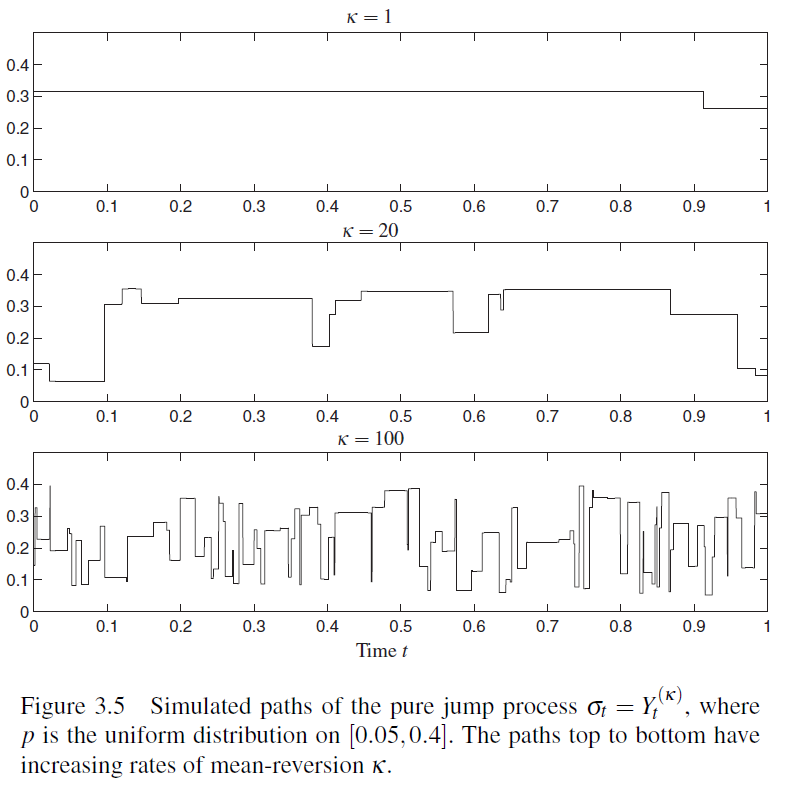 κ = 1
0.4
0.3
0.2
0.1
0
0 0.1 0.2 0.3 0.4 0.5 0.6 0.7 0.8 0.9 1
κ = 20
0.4
0.3
0.2
0.1
0
0 0.1 0.2 0.3 0.4 0.5 0.6 0.7 0.8 0.9 1
κ = 100
0.4
0.3
0.2
0.1
0
0 0.1 0.2 0.3 0.4 0.5 0.6 0.7 0.8 0.9 1
Time t
Figure 3.5 Simulated paths of the pure jump process σₜ = Yₜ^(κ), where
p is the uniform distribution on [0.05,0.4]. The paths top to bottom have
increasing rates of mean-reversion κ.